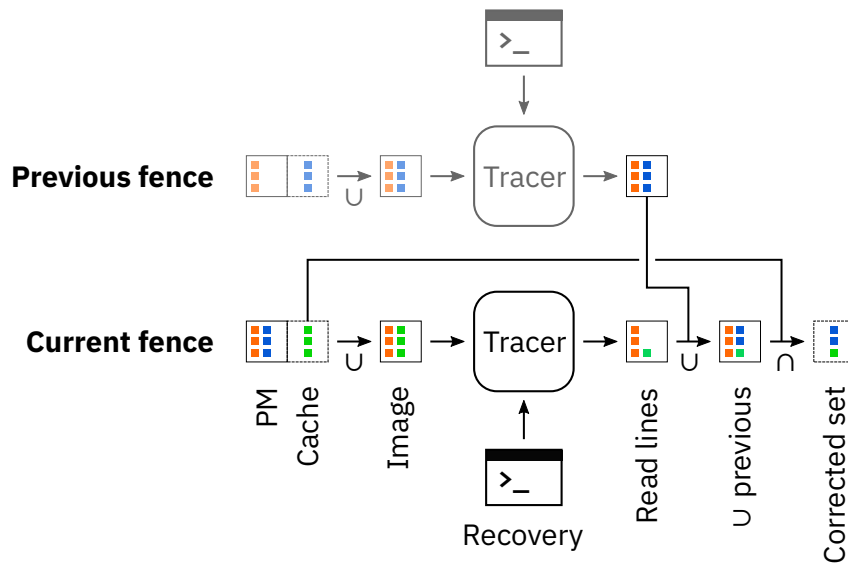 >_
Previous fence
∪
Tracer
Current fence
∪
Tracer
∪
∩
PM
Cache
Image
>_
Recovery
Read lines
∪ previous
Corrected set